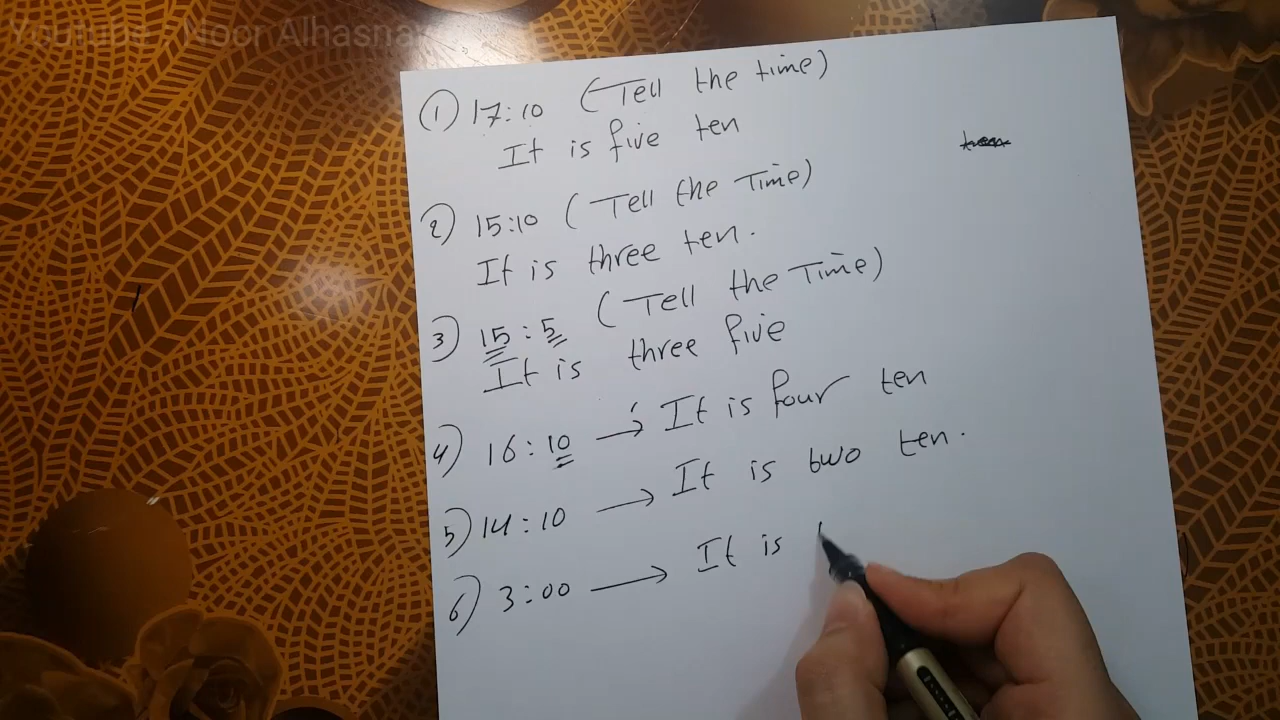 Youtube : Noor Alhasna
① 17:10 (Tell the time)
It is five ten
2) 15:10 (Tell the Time)
It is three ten.
3) 15:5 (Tell the Time)
It is three five
4) 16:10 → It is four ten
5) 14:10 → It is two ten.
6) 3:00 → It is